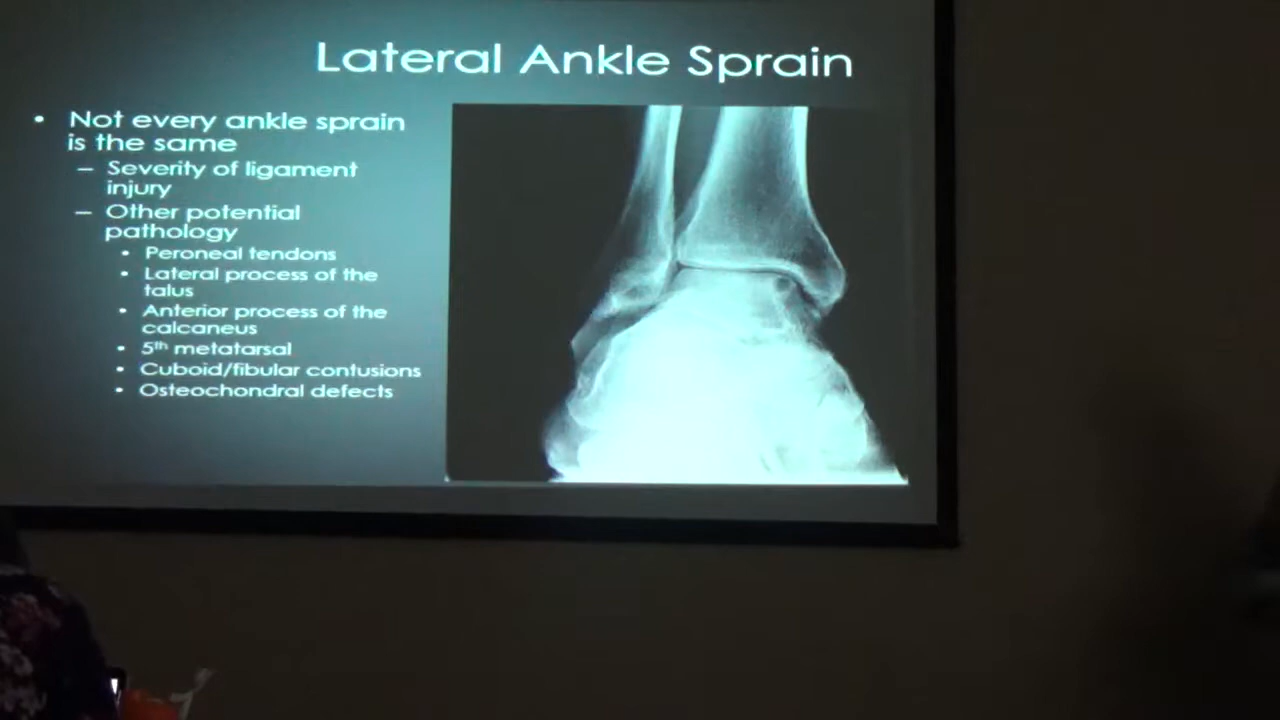 Lateral Ankle Sprain
• Not every ankle sprain
is the same
– Severity of ligament
injury
– Other potential
pathology
• Peroneal tendons
• Lateral process of the
talus
• Anterior process of the
calcaneus
• 5th metatarsal
• Cuboid/fibular contusions
• Osteochondral defects